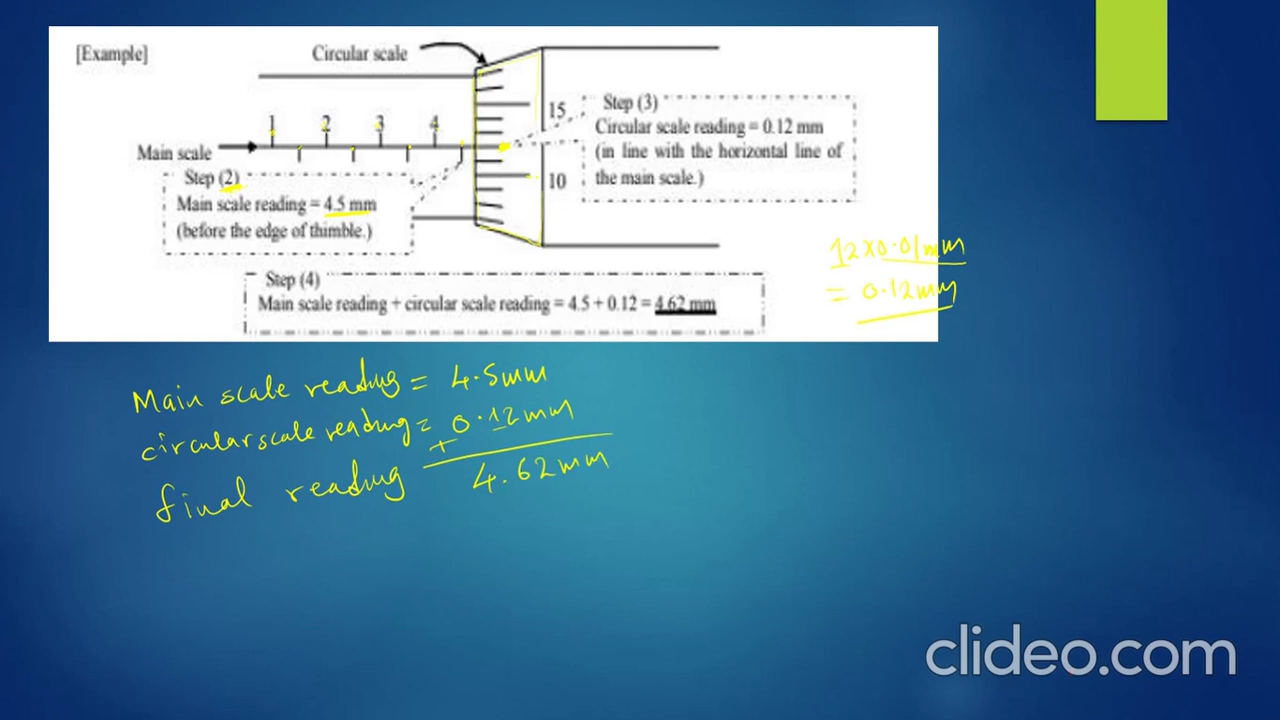 [Example]
Circular scale
1 2 3 4
Main scale
15
10
Step (3)
Circular scale reading = 0.12 mm
(in line with the horizontal line of
the main scale.)
Step (2)
Main scale reading = 4.5 mm
(before the edge of thimble.)
Step (4)
Main scale reading + circular scale reading = 4.5 + 0.12 = 4.62 mm
12 x 0.01mm
= 0.12mm
Main scale reading = 4.5mm
circular scale reading = 0.12mm
+
final reading 4.62mm
clideo.com